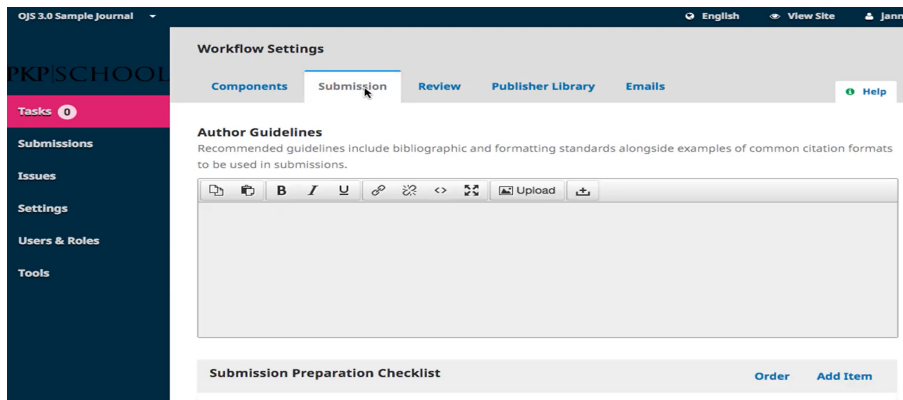 OJS 3.0 Sample Journal
English
View Site
jann
PKP|SCHOOL
Tasks 0
Submissions
Issues
Settings
Users & Roles
Tools
Workflow Settings
Components Submission Review Publisher Library Emails
Help
Author Guidelines
Recommended guidelines include bibliographic and formatting standards alongside examples of common citation formats
to be used in submissions.
B I U Upload
Submission Preparation Checklist
Order Add Item